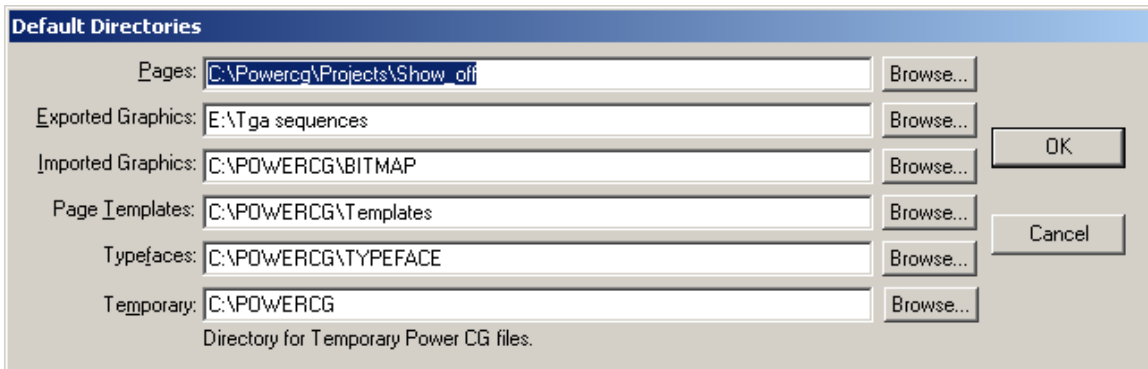 Default Directories
Pages: C:\Powercg\Projects\Show_off Browse...
Exported Graphics: E:\Tga sequences Browse...
OK
Imported Graphics: C:\POWERCG\BITMAP Browse...
Page Templates: C:\POWERCG\Templates Browse...
Cancel
Typefaces: C:\POWERCG\TYPEFACE Browse...
Temporary: C:\POWERCG Browse...
Directory for Temporary Power CG files.